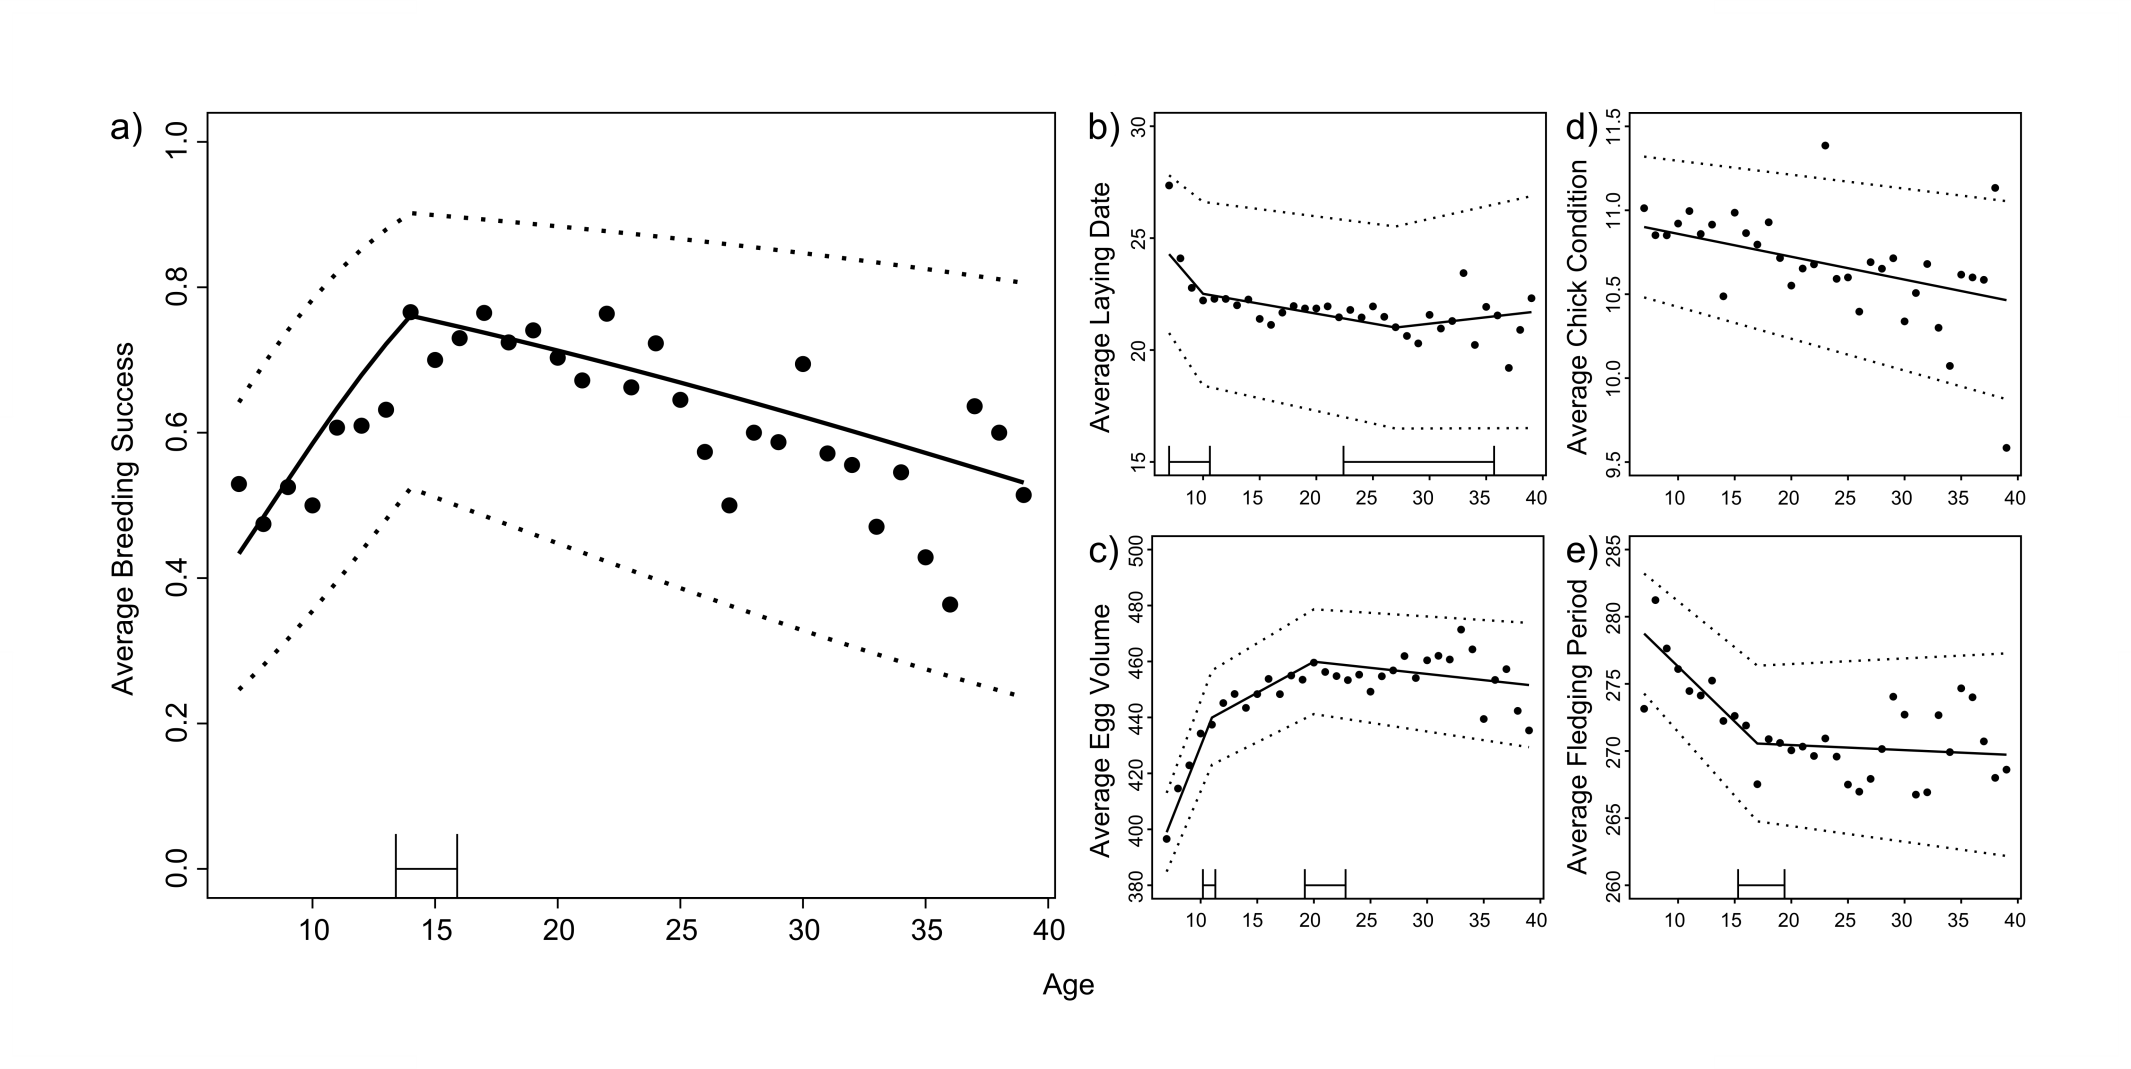 a)
Average Breeding Success
1.0
0.8
0.6
0.4
0.2
0.0
10 15 20 25 30 35 40
b)
Average Laying Date
30
25
20
15
10 15 20 25 30 35 40
d)
Average Chick Condition
11.5
11.0
10.5
10.0
9.5
10 15 20 25 30 35 40
c)
Average Egg Volume
500
480
460
440
420
400
380
10 15 20 25 30 35 40
e)
Average Fledging Period
285
280
275
270
265
260
10 15 20 25 30 35 40
Age